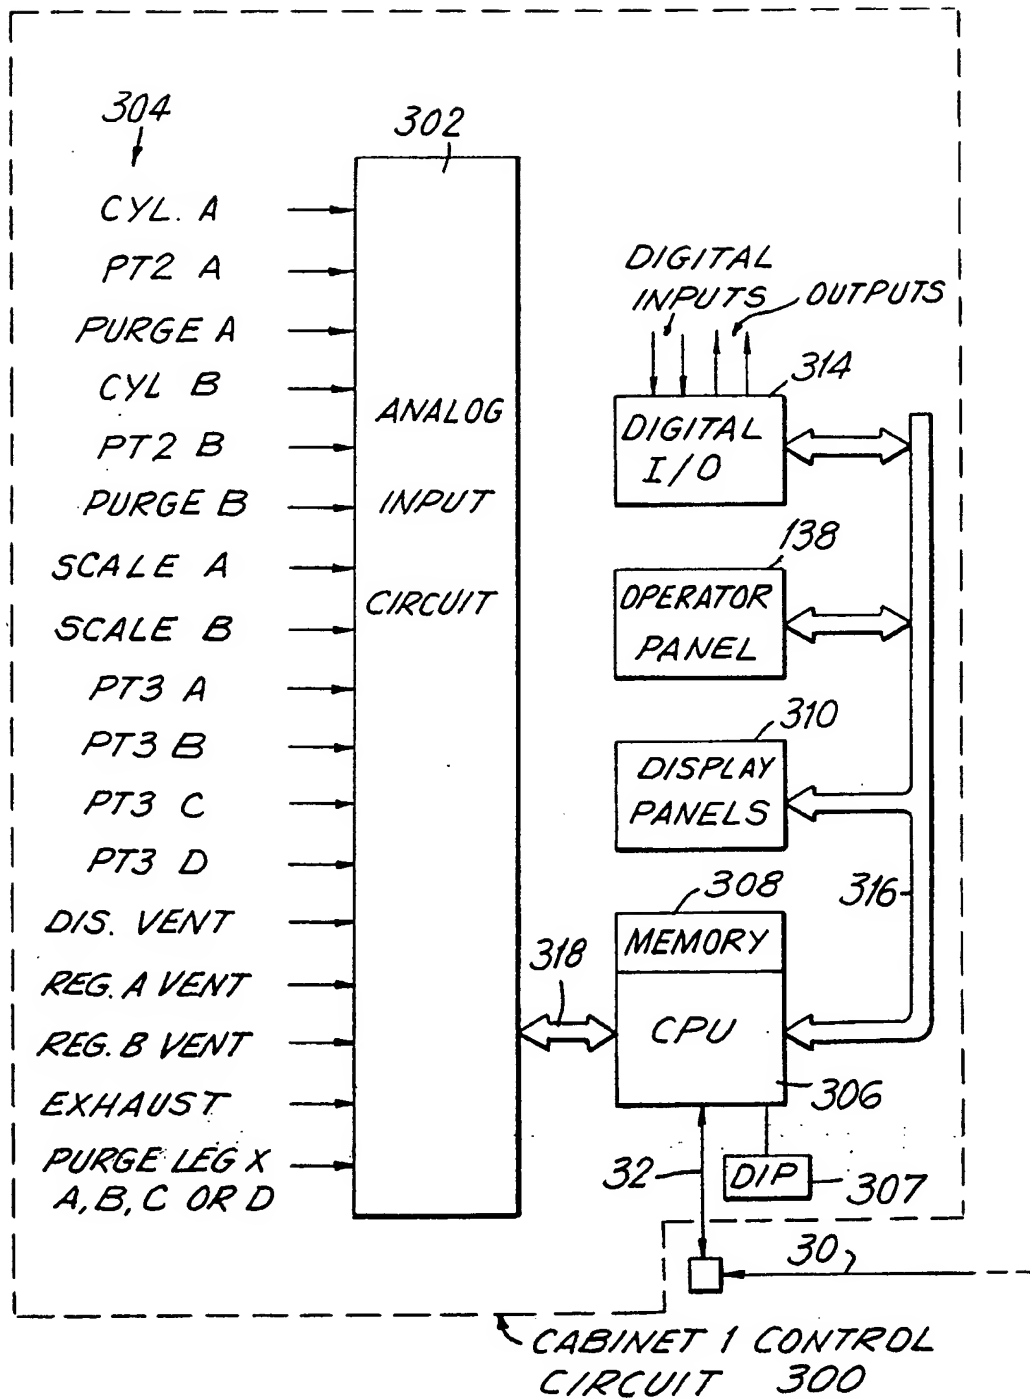 304
CYL. A
PT2 A
PURGE A
CYL B
PT2 B
PURGE B
SCALE A
SCALE B
PT3 A
PT3 B
PT3 C
PT3 D
DIS. VENT
REG. A VENT
REG. B VENT
EXHAUST
PURGE LEG X
A, B, C OR D
302
ANALOG
INPUT
CIRCUIT
DIGITAL
INPUTS
OUTPUTS
314
DIGITAL
I/O
138
OPERATOR
PANEL
310
DISPLAY
PANELS
316
308
MEMORY
318
CPU
306
32
DIP
307
30
CABINET 1 CONTROL
CIRCUIT 300